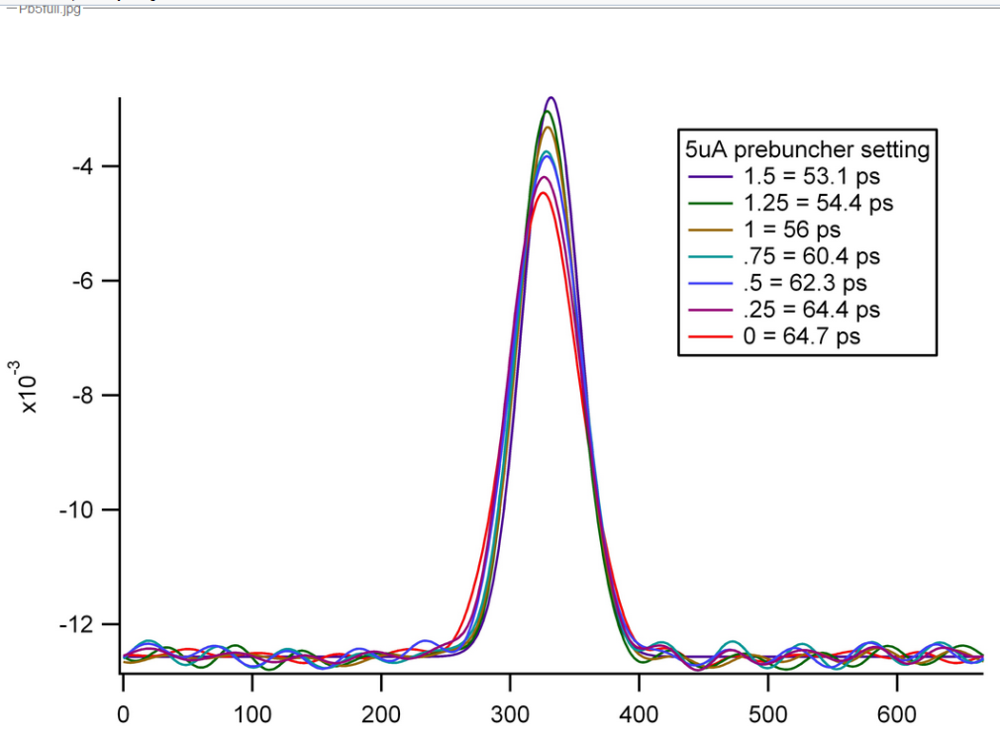 Pb5full.jpg
-4
-6
-8
-10
-12
x10-3
0 100 200 300 400 500 600
5uA prebuncher setting
1.5 = 53.1 ps
1.25 = 54.4 ps
1 = 56 ps
.75 = 60.4 ps
.5 = 62.3 ps
.25 = 64.4 ps
0 = 64.7 ps